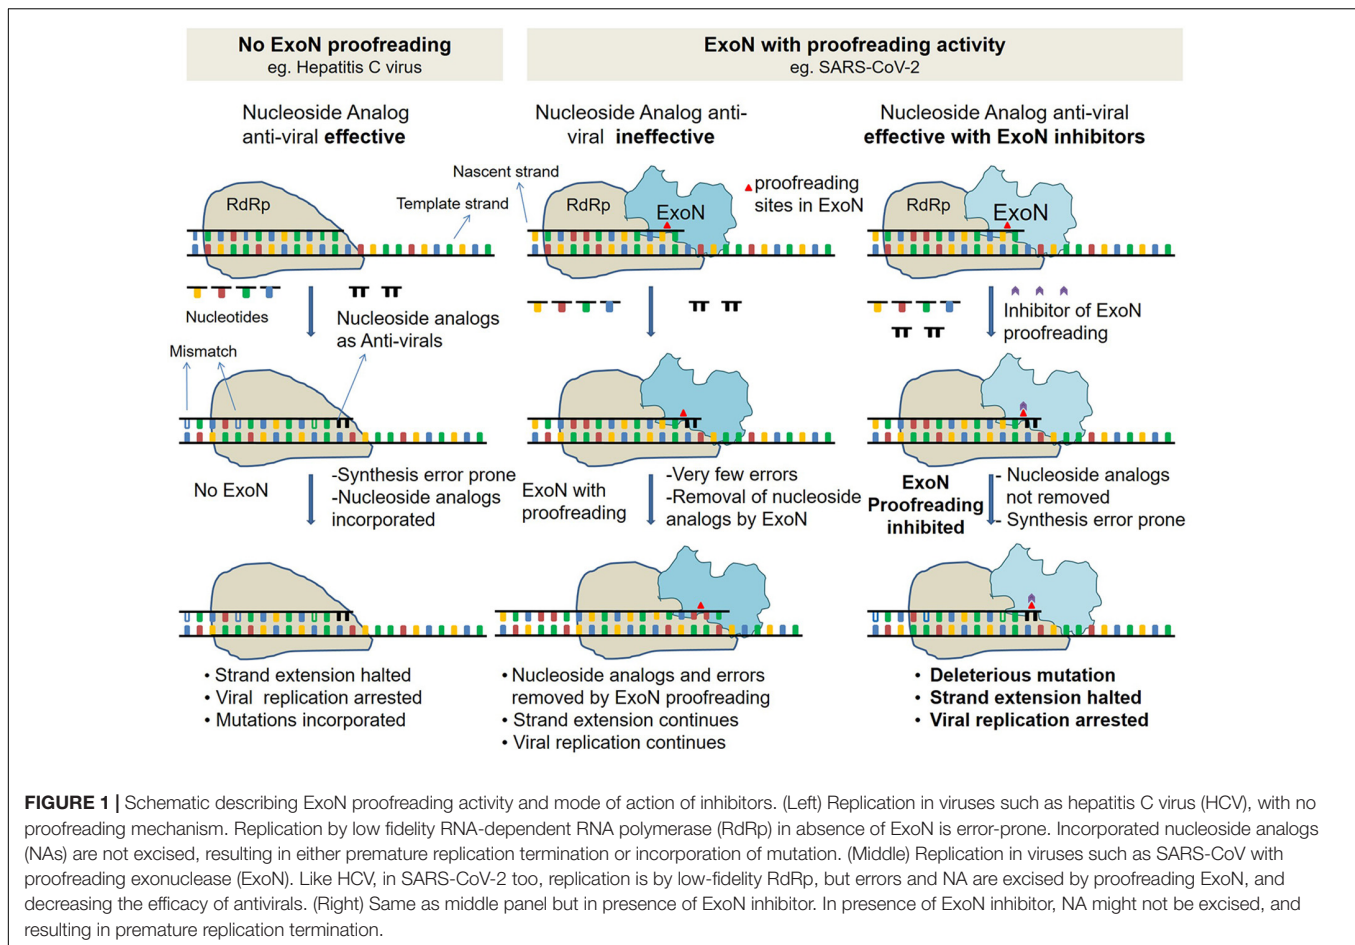 No ExoN proofreading
eg. Hepatitis C virus
ExoN with proofreading activity
eg. SARS-CoV-2
Nucleoside Analog
anti-viral effective
Nucleoside Analog anti-
viral ineffective
Nucleoside Analog anti-viral
effective with ExoN inhibitors
RdRp
Nascent strand
Template strand
RdRp
ExoN
proofreading
sites in ExoN
RdRp
ExoN
Nucleotides
Nucleoside analogs
as Anti-virals
Mismatch
Inhibitor of ExoN
proofreading
No ExoN
-Synthesis error prone
-Nucleoside analogs
incorporated
ExoN with
proofreading
-Very few errors
-Removal of nucleoside
analogs by ExoN
ExoN
Proofreading
inhibited
- Nucleoside analogs
not removed
- Synthesis error prone
• Strand extension halted
• Viral replication arrested
• Mutations incorporated
• Nucleoside analogs and errors
removed by ExoN proofreading
• Strand extension continues
• Viral replication continues
• Deleterious mutation
• Strand extension halted
• Viral replication arrested
FIGURE 1 | Schematic describing ExoN proofreading activity and mode of action of inhibitors. (Left) Replication in viruses such as hepatitis C virus (HCV), with no
proofreading mechanism. Replication by low fidelity RNA-dependent RNA polymerase (RdRp) in absence of ExoN is error-prone. Incorporated nucleoside analogs
(NAs) are not excised, resulting in either premature replication termination or incorporation of mutation. (Middle) Replication in viruses such as SARS-CoV with
proofreading exonuclease (ExoN). Like HCV, in SARS-CoV-2 too, replication is by low-fidelity RdRp, but errors and NA are excised by proofreading ExoN, and
decreasing the efficacy of antivirals. (Right) Same as middle panel but in presence of ExoN inhibitor. In presence of ExoN inhibitor, NA might not be excised, and
resulting in premature replication termination.